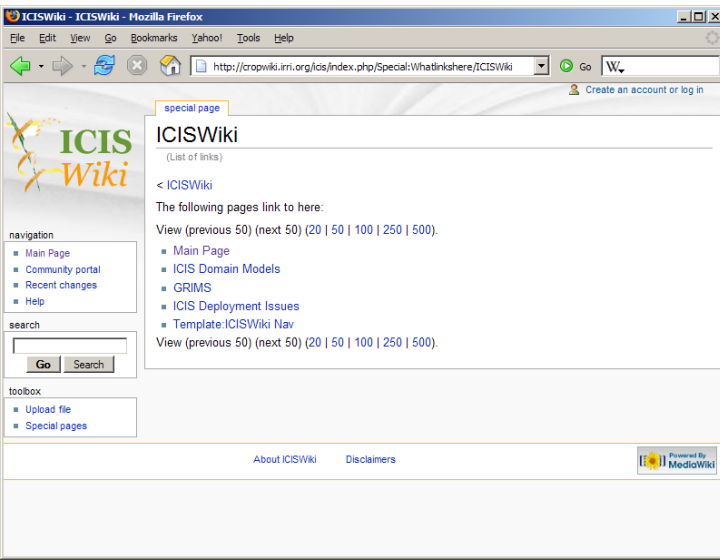 ICISWiki - ICISWiki - Mozilla Firefox
File Edit View Go Bookmarks Yahoo! Tools Help
http://cropwiki.irri.org/icis/index.php/Special:Whatlinkshere/ICISWiki Go W.
Create an account or log in
special page
ICIS
Wiki
ICISWiki
(List of links)
< ICISWiki
The following pages link to here:
View (previous 50) (next 50) (20 | 50 | 100 | 250 | 500).
Main Page
ICIS Domain Models
GRIMS
ICIS Deployment Issues
Template:ICISWiki Nav
View (previous 50) (next 50) (20 | 50 | 100 | 250 | 500).
navigation
Main Page
Community portal
Recent changes
Help
search
Go Search
toolbox
Upload file
Special pages
About ICISWiki Disclaimers
Powered By
MediaWiki